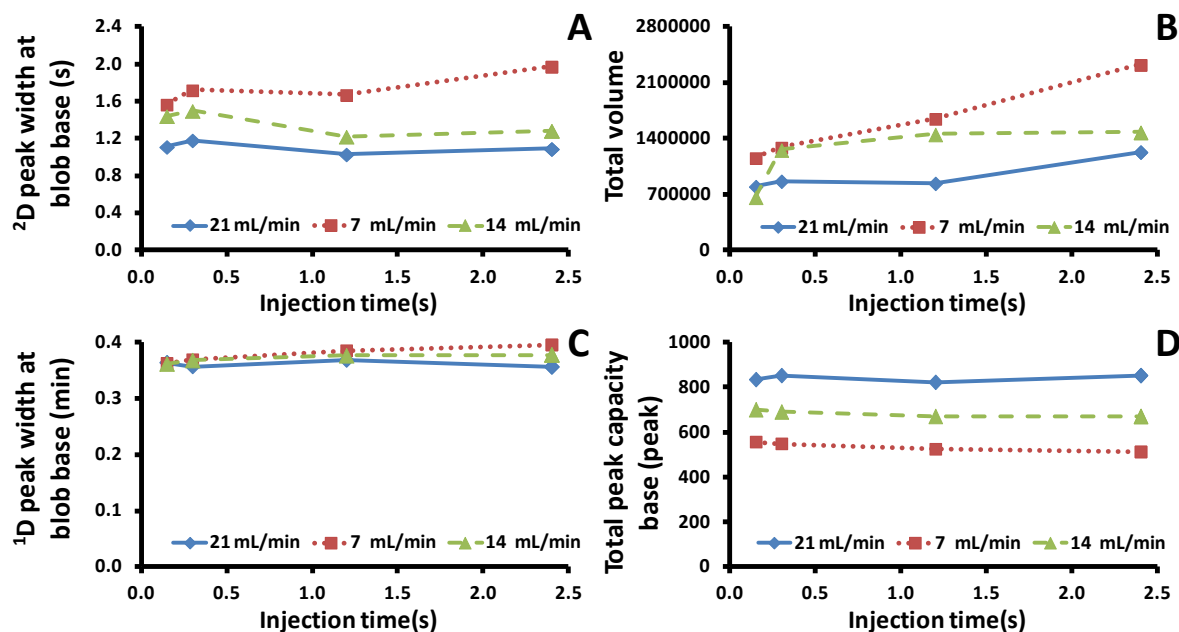 A
²D peak width at
blob base (s)
2.4
2.0
1.6
1.2
0.8
0.4
0.0
21 mL/min 7 mL/min 14 mL/min
0.0 0.5 1.0 1.5 2.0 2.5
Injection time(s)
B
Total volume
2800000
2100000
1400000
700000
0
21 mL/min 7 mL/min 14 mL/min
0.0 0.5 1.0 1.5 2.0 2.5
Injection time(s)
C
¹D peak width at
blob base (min)
0.4
0.3
0.2
0.1
0.0
21 mL/min 7 mL/min 14 mL/min
0.0 0.5 1.0 1.5 2.0 2.5
Injection time(s)
D
Total peak capacity
base (peak)
1000
800
600
400
200
0
21 mL/min 7 mL/min 14 mL/min
0.0 0.5 1.0 1.5 2.0 2.5
Injection time(s)